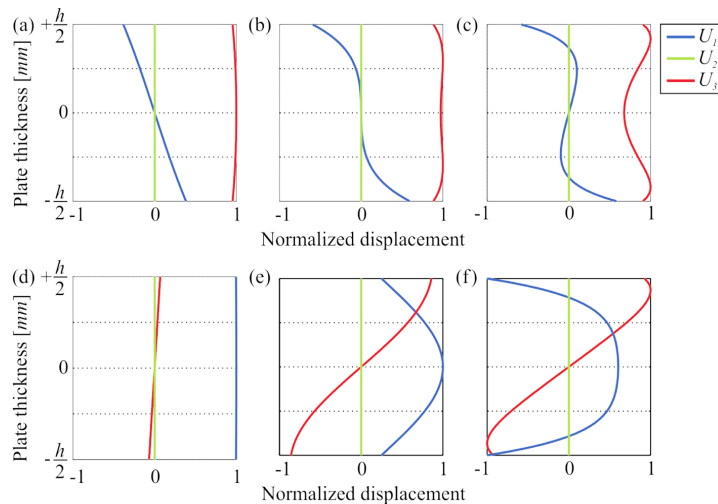 (a)
(b)
(c)
U1
U2
U3
Plate thickness [mm]
+h/2
0
-h/2
-1 0 1
-1 0 1
-1 0 1
Normalized displacement
(d)
(e)
(f)
Plate thickness [mm]
+h/2
0
-h/2
-1 0 1
-1 0 1
-1 0 1
Normalized displacement